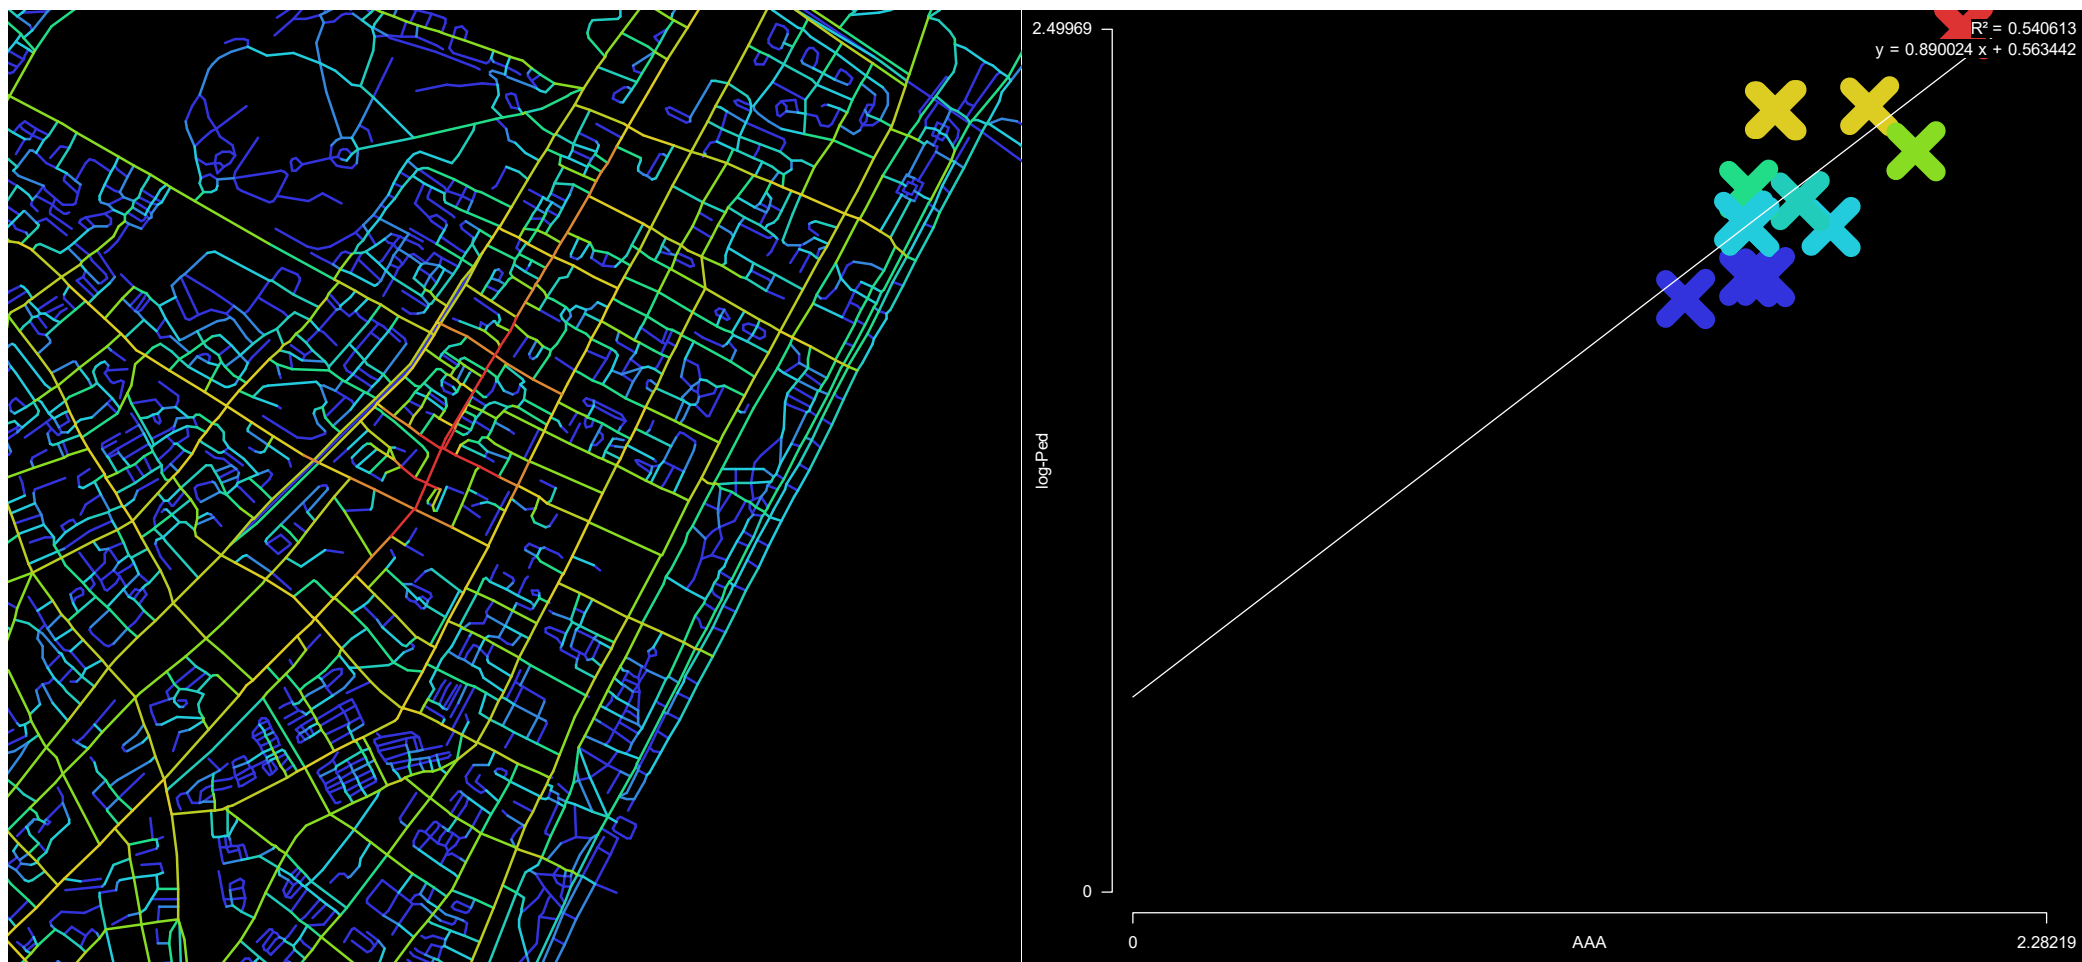 2.49969
R² = 0.540613
y = 0.890024 x + 0.563442
log-Ped
0
0
AAA
2.28219